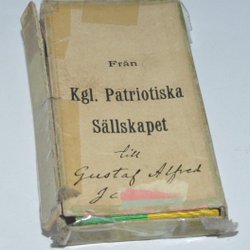 Från
Kgl. Patriotiska
Sällskapet
till
Gustaf Alfred